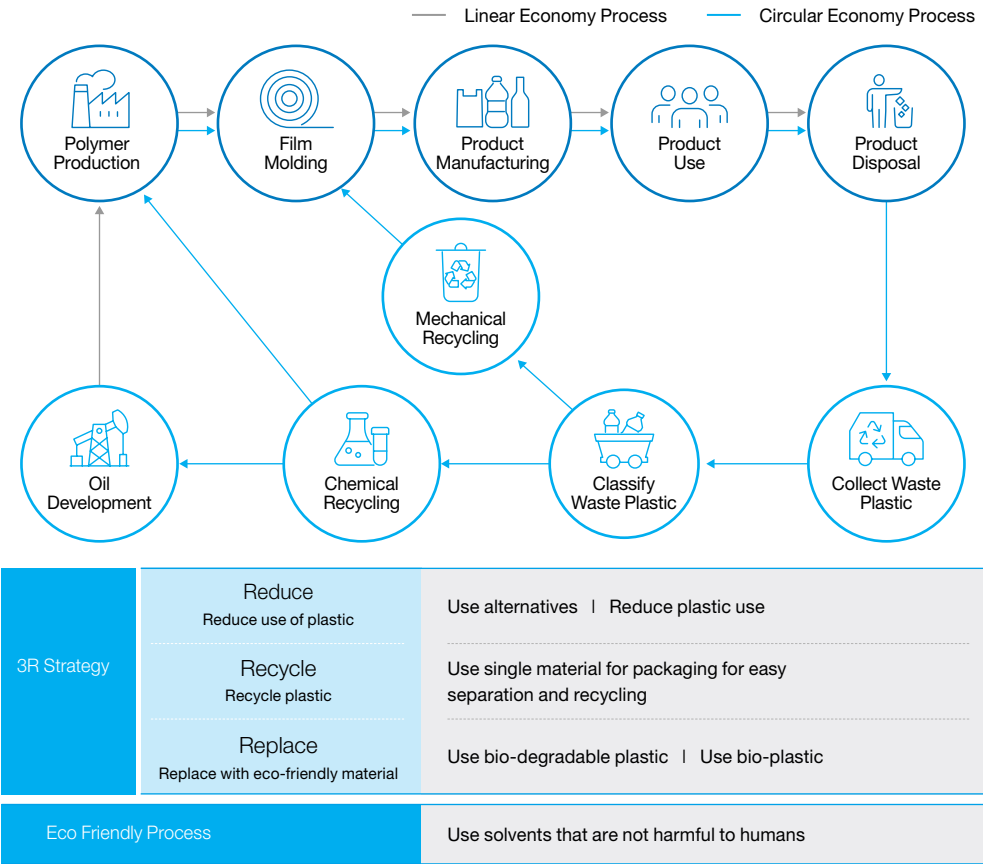 Linear Economy Process
Circular Economy Process
Polymer
Production
Film
Molding
Product
Manufacturing
Product
Use
Product
Disposal
Mechanical
Recycling
Oil
Development
Chemical
Recycling
Classify
Waste Plastic
Collect Waste
Plastic
3R Strategy
Reduce
Reduce use of plastic
Use alternatives | Reduce plastic use
Recycle
Recycle plastic
Use single material for packaging for easy
separation and recycling
Replace
Replace with eco-friendly material
Use bio-degradable plastic | Use bio-plastic
Eco Friendly Process
Use solvents that are not harmful to humans